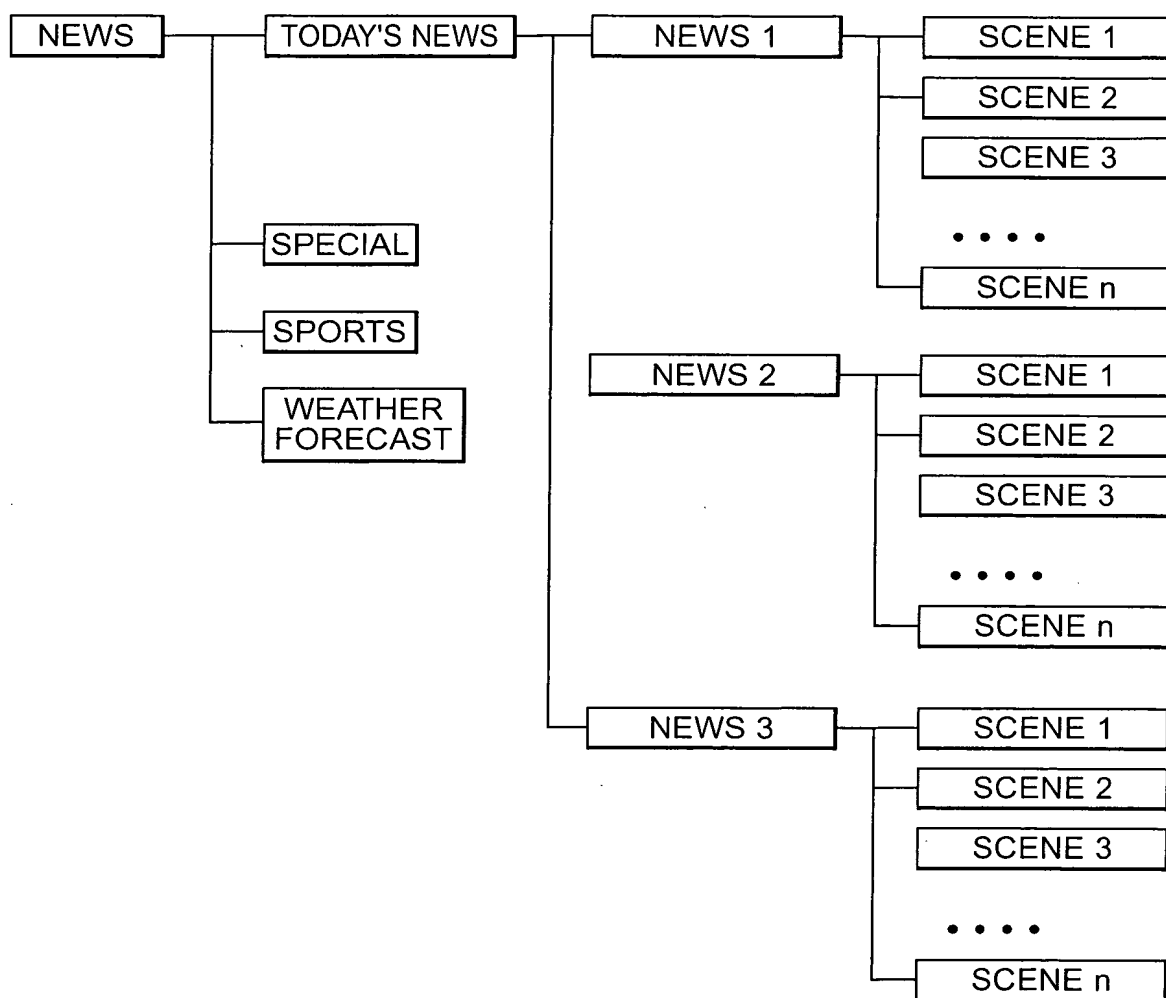 NEWS
TODAY'S NEWS
SPECIAL
SPORTS
WEATHER
FORECAST
NEWS 1
SCENE 1
SCENE 2
SCENE 3
• • • •
SCENE n
NEWS 2
SCENE 1
SCENE 2
SCENE 3
• • • •
SCENE n
NEWS 3
SCENE 1
SCENE 2
SCENE 3
• • • •
SCENE n